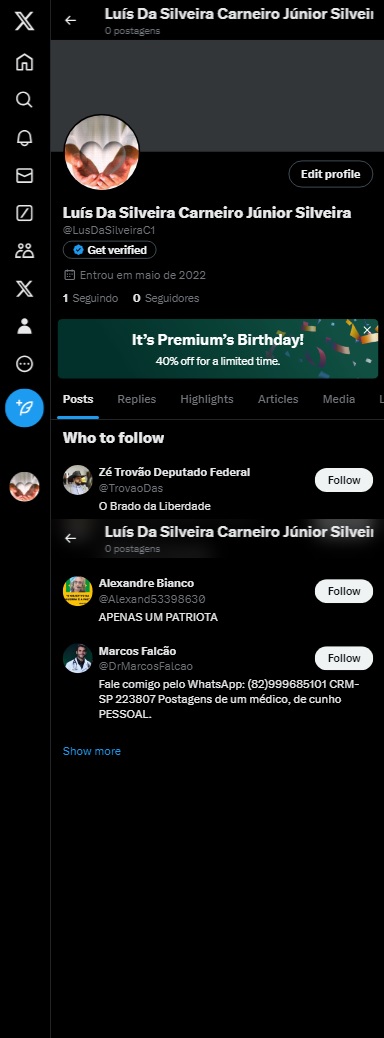 Luís Da Silveira Carneiro Júnior Silvei
0 postagens
Edit profile
Luís Da Silveira Carneiro Júnior Silveira
@LusDaSilveiraC1
Get verified
Entrou em maio de 2022
1 Seguindo 0 Seguidores
It's Premium's Birthday!
40% off for a limited time.
Posts Replies Highlights Articles Media L
Who to follow
Zé Trovão Deputado Federal
@TrovaoDas
Follow
O Brado da Liberdade
Luís Da Silveira Carneiro Júnior Silvei
0 postagens
Alexandre Bianco
@Alexand53398630
Follow
APENAS UM PATRIOTA
Marcos Falcão
@DrMarcosFalcao
Follow
Fale comigo pelo WhatsApp: (82)999685101 CRM-
SP 223807 Postagens de um médico, de cunho
PESSOAL.
Show more